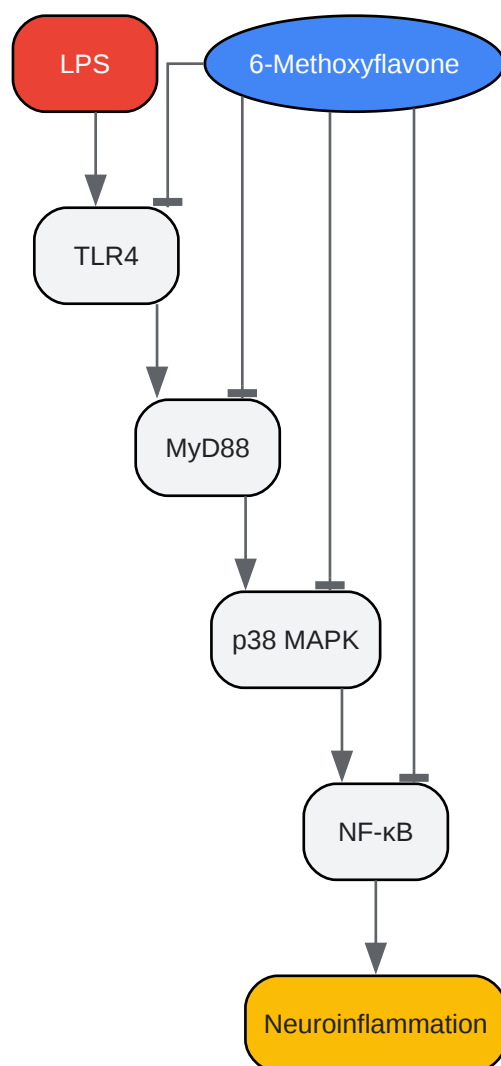 LPS
6-Methoxyflavone
TLR4
MyD88
p38 MAPK
NF-κB
Neuroinflammation